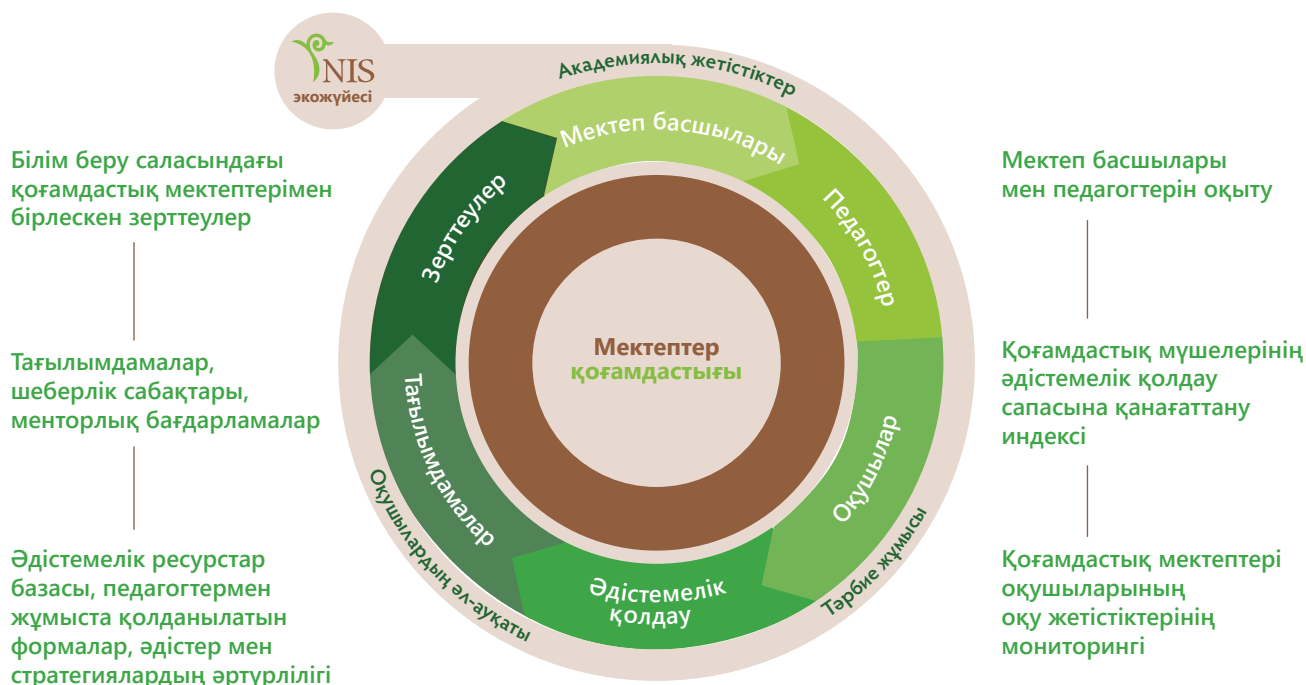 NIS
экожүйесі
Академиялық жетістіктер
Мектеп басшылары
Педагогтер
Оқушылар
Әдістемелік
қолдау
Тағылымдамалар
Зерттеулер
Тәрбие жұмысы
Оқушылардың әл-ауқаты
Мектептер
қоғамдастығы
Білім беру саласындағы
қоғамдастық мектептерімен
бірлескен зерттеулер
Тағылымдамалар,
шеберлік сабақтары,
менторлық бағдарламалар
Әдістемелік ресурстар
базасы, педагогтермен
жұмыста қолданылатын
формалар, әдістер мен
стратегиялардың әртүрлілігі
Мектеп басшылары
мен педагогтерін оқыту
Қоғамдастық мүшелерінің
әдістемелік қолдау
сапасына қанағаттану
индексі
Қоғамдастық мектептері
оқушыларының
оқу жетістіктерінің
мониторингі